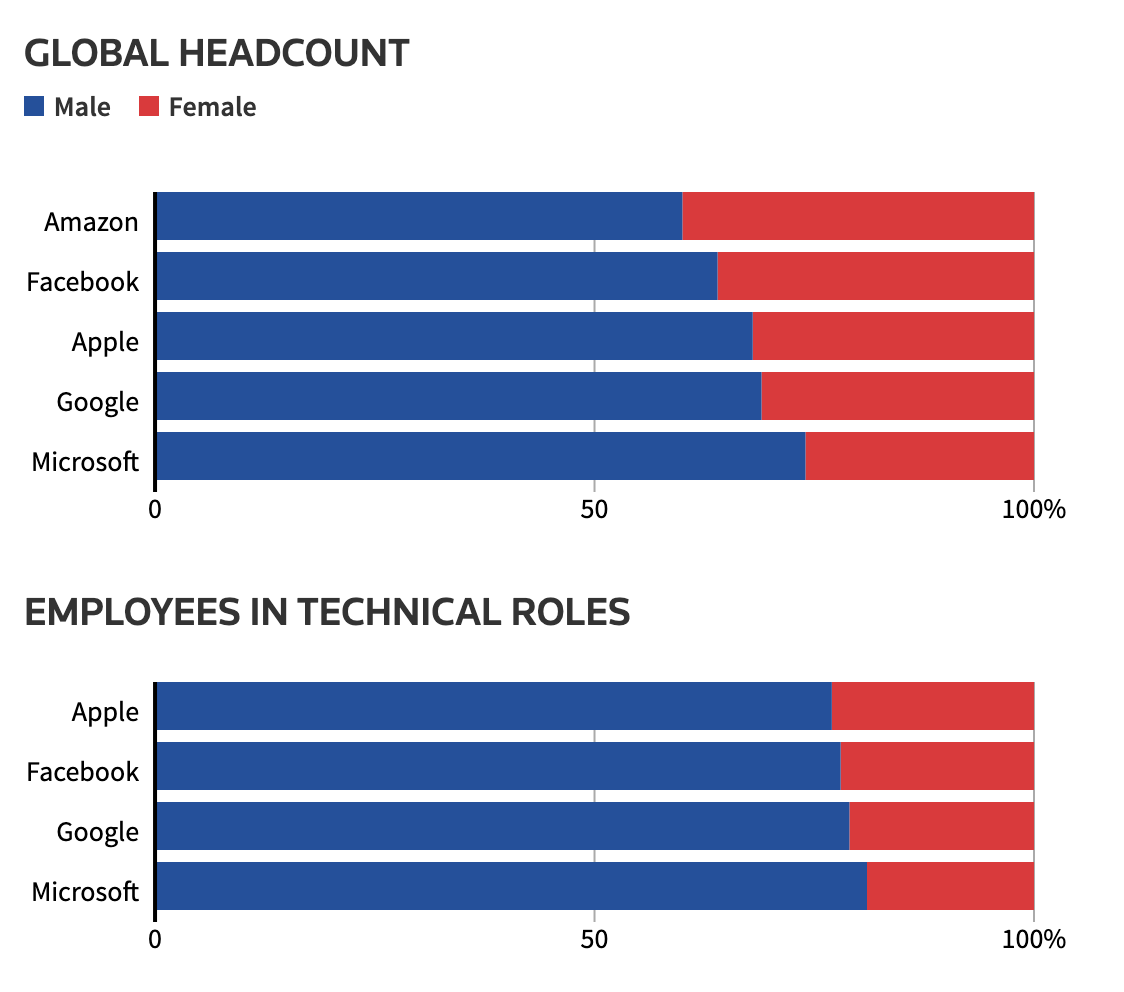 GLOBAL HEADCOUNT
Male Female
Amazon
Facebook
Apple
Google
Microsoft
0 50 100%
EMPLOYEES IN TECHNICAL ROLES
Apple
Facebook
Google
Microsoft
0 50 100%